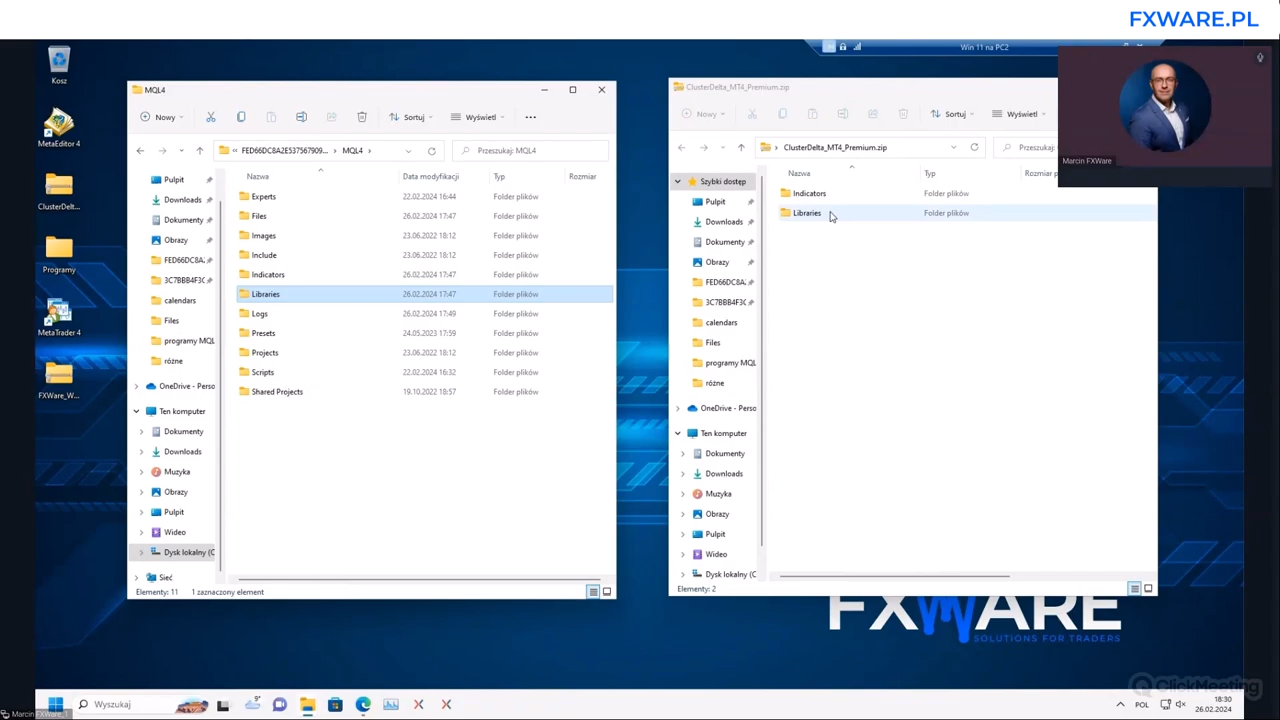 FXWARE.PL
Win 11 na PC2
Kosz
MetaEditor 4
ClusterDelt...
Programy
MetaTrader 4
FXWare_W...
MQL4
Nowy
Sortuj
Wyświetl
FED66DC8A2E537567909... MQL4
Przeszukaj: MQL4
Nazwa Data modyfikacji Typ Rozmiar
Pulpit
Downloads
Dokumenty
Obrazy
FED66DC8A
3C7BBB4F3C
calendars
Files
programy MQL
różne
OneDrive - Perso
Ten komputer
Dokumenty
Downloads
Muzyka
Obrazy
Pulpit
Wideo
Dysk lokalny (C
Sieć
Experts 22.02.2024 16:44 Folder plików
Files 26.02.2024 17:47 Folder plików
Images 23.06.2022 18:12 Folder plików
Include 23.06.2022 18:12 Folder plików
Indicators 26.02.2024 17:47 Folder plików
Libraries 26.02.2024 17:47 Folder plików
Logs 26.02.2024 17:49 Folder plików
Presets 24.05.2023 17:59 Folder plików
Projects 23.06.2022 18:12 Folder plików
Scripts 22.02.2024 16:32 Folder plików
Shared Projects 19.10.2022 18:57 Folder plików
Elementy: 11 1 zaznaczony element
ClusterDelta_MT4_Premium.zip
Nowy
Sortuj
Wyświetl
ClusterDelta_MT4_Premium.zip
Przeszukaj:
Nazwa Typ Rozmiar
Szybki dostęp
Pulpit
Downloads
Dokumenty
Obrazy
FED66DC8A
3C7BBB4F3C
calendars
Files
programy MQL
różne
OneDrive - Perso
Ten komputer
Dokumenty
Downloads
Muzyka
Obrazy
Pulpit
Wideo
Dysk lokalny (C
Indicators Folder plików
Libraries Folder plików
Elementy: 2
Marcin FXWare
FXWARE
SOLUTIONS FOR TRADERS
ClickMeeting
Wyszukaj
9°
POL
18:30
26.02.2024
Marcin FXWare_1